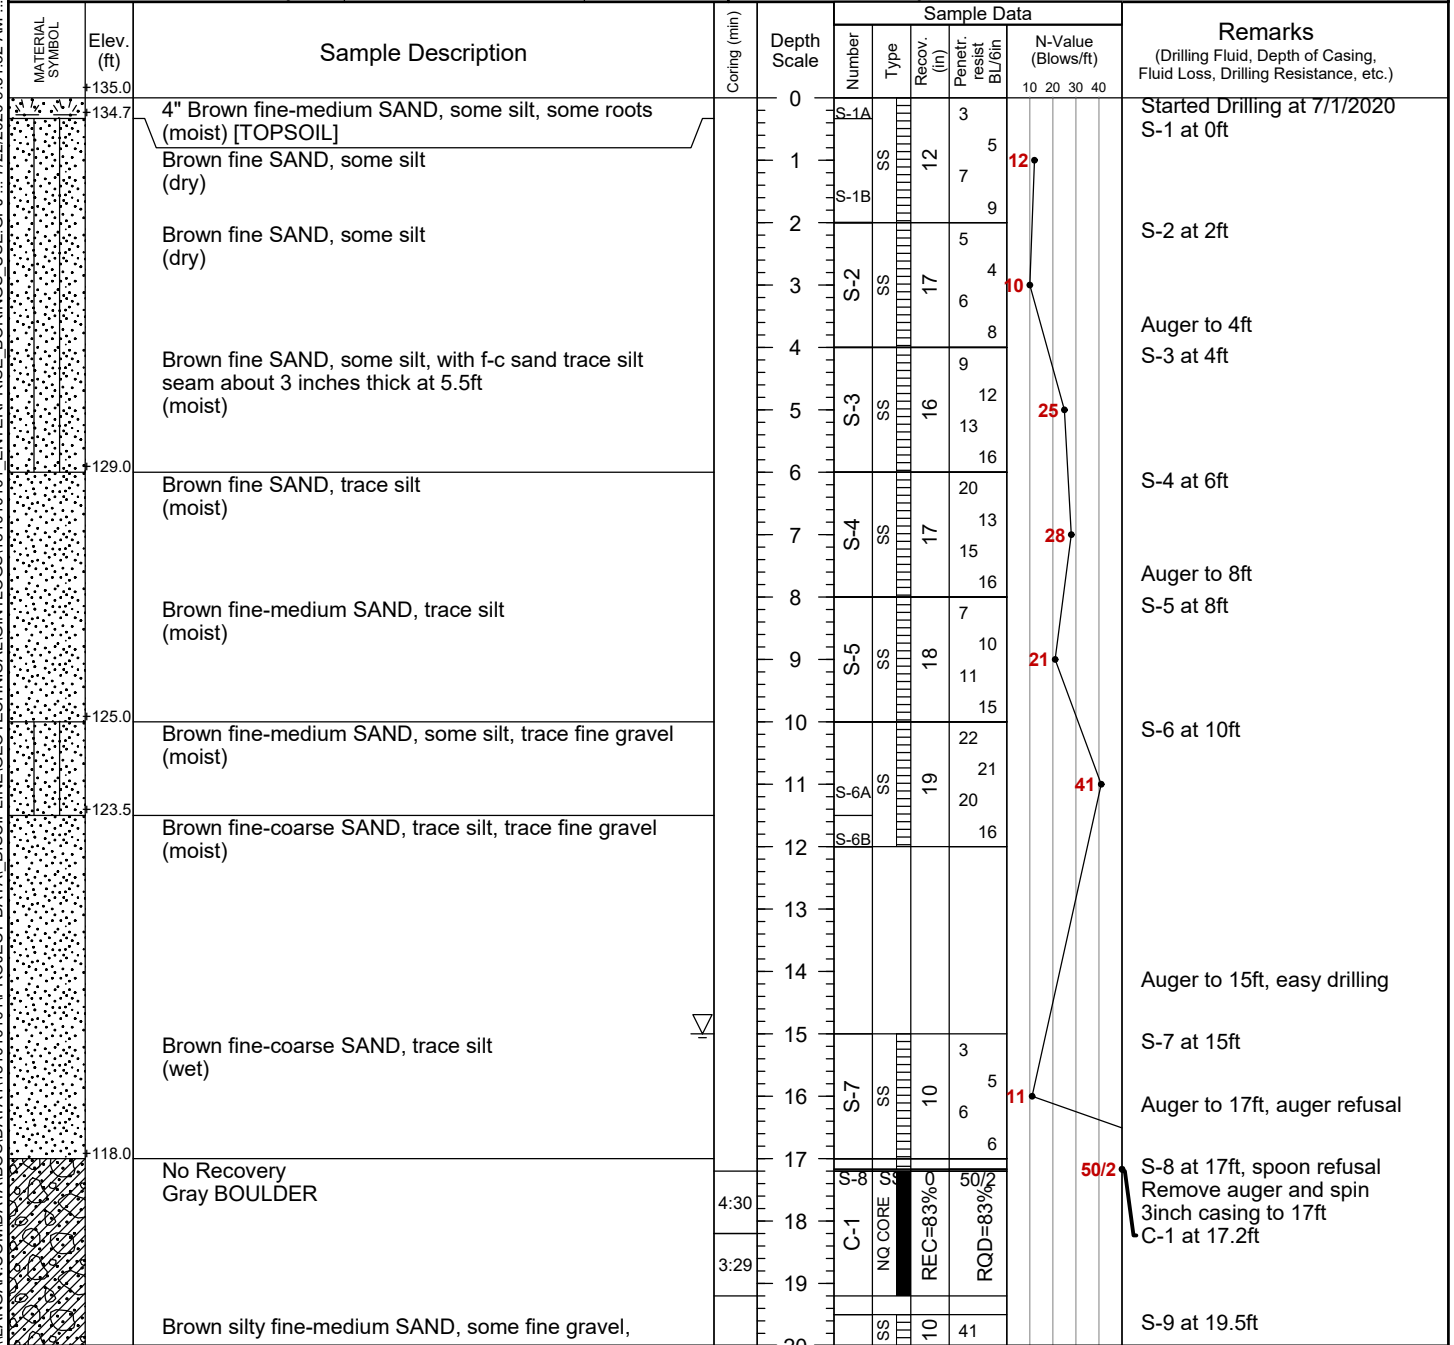 Sample Data
MATERIAL SYMBOL
Elev. (ft)
Sample Description
Coring (min)
Depth Scale
Number
Type
Recov. (in)
Penetr. resist BL/6in
N-Value (Blows/ft)
10 20 30 40
Remarks
(Drilling Fluid, Depth of Casing,
Fluid Loss, Drilling Resistance, etc.)
+135.0
0
+134.7
4" Brown fine-medium SAND, some silt, some roots
(moist) [TOPSOIL]
S-1A
3
Started Drilling at 7/1/2020
S-1 at 0ft
5
Brown fine SAND, some silt
(dry)
1
SS
12
7
12
S-1B
9
2
Brown fine SAND, some silt
(dry)
5
S-2 at 2ft
4
3
S-2
SS
17
6
10
8
Auger to 4ft
4
Brown fine SAND, some silt, with f-c sand trace silt
seam about 3 inches thick at 5.5ft
(moist)
9
S-3 at 4ft
12
5
S-3
SS
16
13
25
16
+129.0
6
Brown fine SAND, trace silt
(moist)
20
S-4 at 6ft
13
7
S-4
SS
17
15
28
16
Auger to 8ft
8
Brown fine-medium SAND, trace silt
(moist)
7
S-5 at 8ft
10
9
S-5
SS
18
11
21
15
+125.0
10
Brown fine-medium SAND, some silt, trace fine gravel
(moist)
22
S-6 at 10ft
21
11
S-6A
SS
19
20
41
+123.5
Brown fine-coarse SAND, trace silt, trace fine gravel
(moist)
S-6B
16
12
13
14
Auger to 15ft, easy drilling
15
Brown fine-coarse SAND, trace silt
(wet)
3
S-7 at 15ft
5
16
S-7
SS
10
6
11
Auger to 17ft, auger refusal
6
+118.0
17
No Recovery
Gray BOULDER
S-8
SS
0
50/2
50/2
S-8 at 17ft, spoon refusal
Remove auger and spin
3inch casing to 17ft
C-1 at 17.2ft
4:30
18
C-1
NQ CORE
REC=83%
RQD=83%
3:29
19
Brown silty fine-medium SAND, some fine gravel,
SS
10
41
S-9 at 19.5ft
20